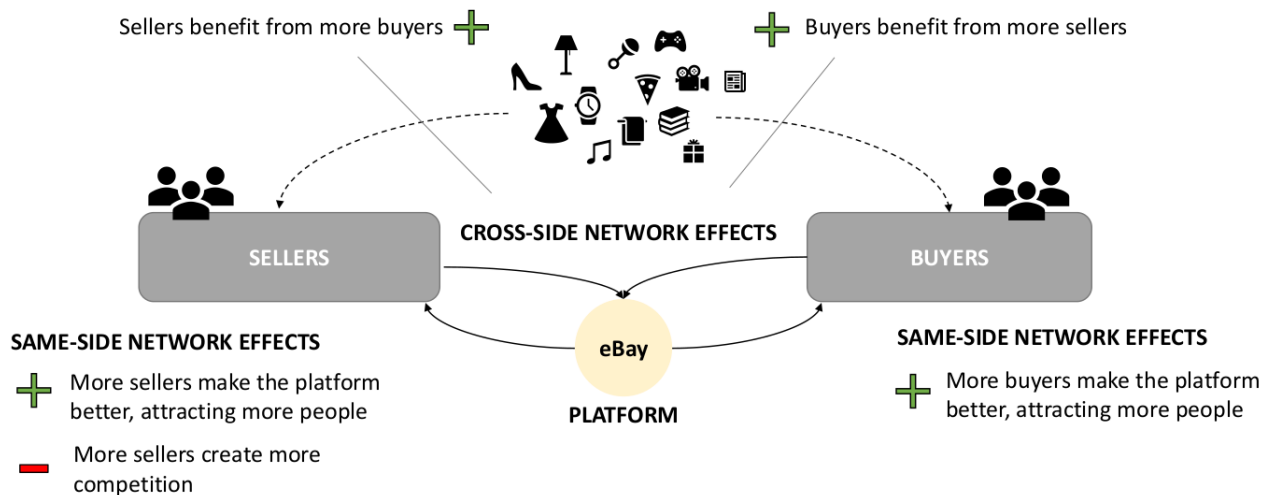 Sellers benefit from more buyers
Buyers benefit from more sellers
CROSS-SIDE NETWORK EFFECTS
SELLERS
BUYERS
SAME-SIDE NETWORK EFFECTS
More sellers make the platform
better, attracting more people
More sellers create more
competition
eBay
PLATFORM
SAME-SIDE NETWORK EFFECTS
More buyers make the platform
better, attracting more people